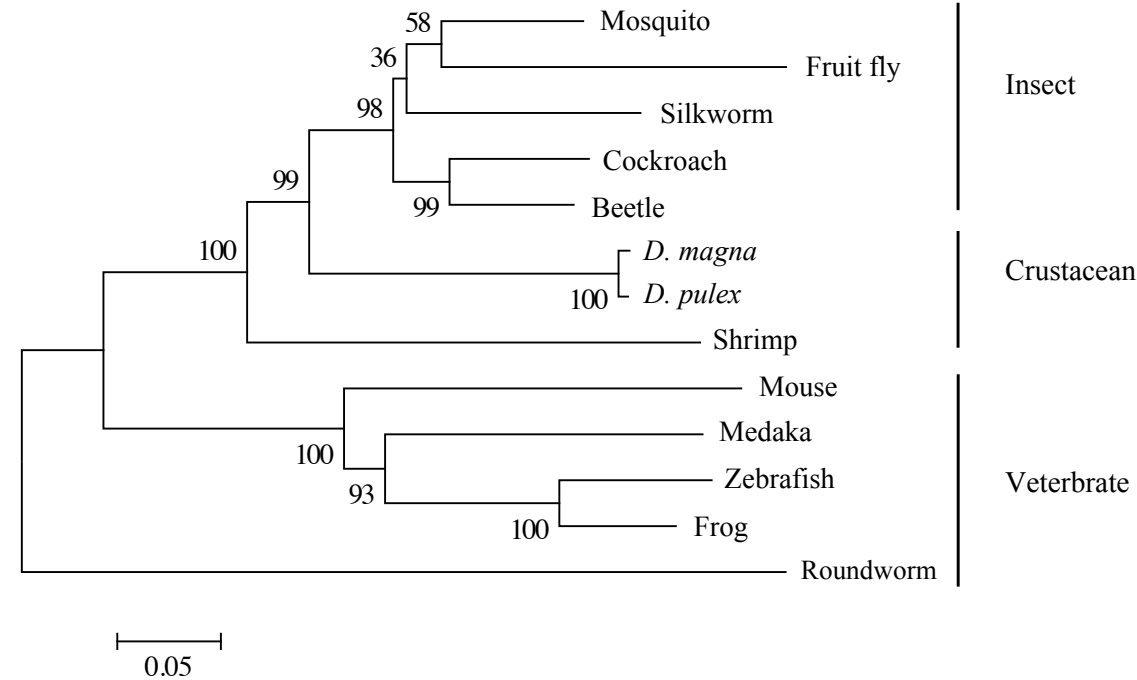 58
Mosquito
36
Fruit fly
Insect
98
Silkworm
Cockroach
99
99
Beetle
100
D. magna
Crustacean
100
D. pulex
Shrimp
Mouse
Medaka
100
Zebrafish
Veterbrate
93
100
Frog
Roundworm
0.05